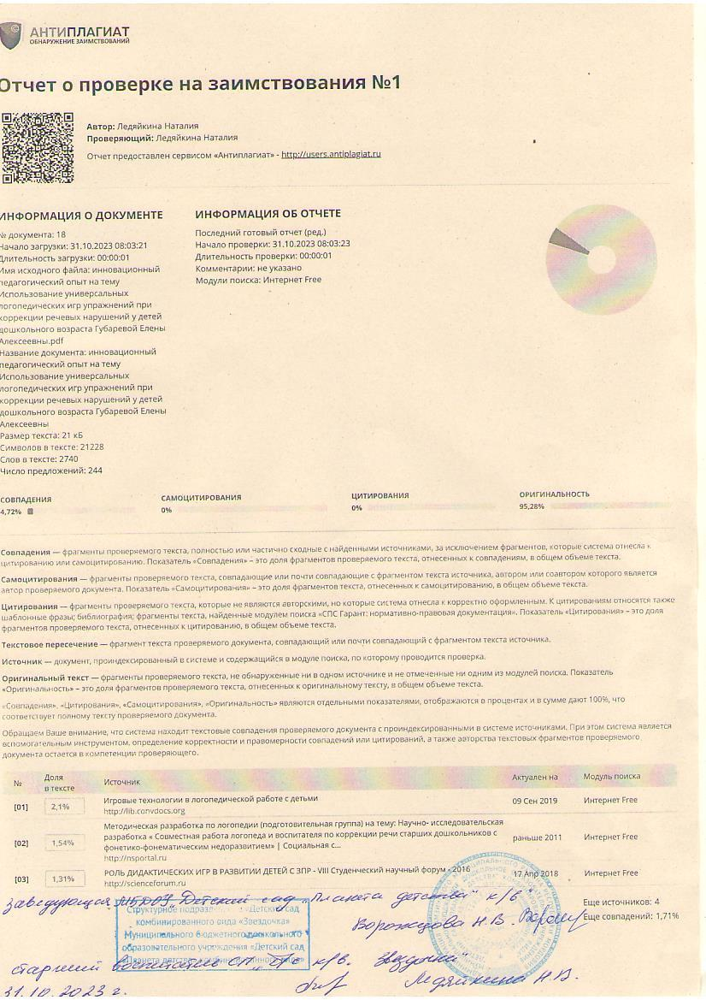 АНТИПЛАГИАТ
ОБНАРУЖЕНИЕ ЗАИМСТВОВАНИЙ
Отчет о проверке на заимствования №1
Автор: Ледяйкина Наталия
Проверяющий: Ледяйкина Наталия
Отчет предоставлен сервисом «Антиплагиат» - http://users.antiplagiat.ru
ИНФОРМАЦИЯ О ДОКУМЕНТЕ
№ документа: 18
Начало загрузки: 31.10.2023 08:03:21
Длительность загрузки: 00:00:01
Имя исходного файла: инновационный
педагогический опыт на тему
Использование универсальных
логопедических игр упражнений при
коррекции речевых нарушений у детей
дошкольного возраста Губаревой Елены
Алексеевны.pdf
Название документа: инновационный
педагогический опыт на тему
Использование универсальных
логопедических игр упражнений при
коррекции речевых нарушений у детей
дошкольного возраста Губаревой Елены
Алексеевны
Размер текста: 21 кБ
Символов в тексте: 21228
Слов в тексте: 2740
Число предложений: 244
ИНФОРМАЦИЯ ОБ ОТЧЕТЕ
Последний готовый отчет (ред.)
Начало проверки: 31.10.2023 08:03:23
Длительность проверки: 00:00:01
Комментарии: не указано
Модули поиска: Интернет Free
СОВПАДЕНИЯ
4,72%
САМОЦИТИРОВАНИЯ
0%
ЦИТИРОВАНИЯ
0%
ОРИГИНАЛЬНОСТЬ
95,28%
Совпадения — фрагменты проверяемого текста, полностью или частично сходные с найденными источниками, за исключением фрагментов, которые система отнесла к
цитированию или самоцитированию. Показатель «Совпадения» – это доля фрагментов проверяемого текста, отнесенных к совпадениям, в общем объеме текста.
Самоцитирования — фрагменты проверяемого текста, совпадающие или почти совпадающие с фрагментом текста источника, автором или соавтором которого является
автор проверяемого документа. Показатель «Самоцитирования» – это доля фрагментов текста, отнесенных к самоцитированию, в общем объеме текста.
Цитирования — фрагменты проверяемого текста, которые не являются авторскими, но которые система отнесла к корректно оформленным. К цитированиям относятся также
шаблонные фразы; библиография; фрагменты текста, найденные модулем поиска «СПС Гарант: нормативно-правовая документация». Показатель «Цитирования» – это доля
фрагментов проверяемого текста, отнесенных к цитированию, в общем объеме текста.
Текстовое пересечение — фрагмент текста проверяемого документа, совпадающий или почти совпадающий с фрагментом текста источника.
Источник — документ, проиндексированный в системе и содержащийся в модуле поиска, по которому проводится проверка.
Оригинальный текст — фрагменты проверяемого текста, не обнаруженные ни в одном источнике и не отмеченные ни одним из модулей поиска. Показатель
«Оригинальность» – это доля фрагментов проверяемого текста, отнесенных к оригинальному тексту, в общем объеме текста.
«Совпадения», «Цитирования», «Самоцитирования», «Оригинальность» являются отдельными показателями, отображаются в процентах и в сумме дают 100%, что
соответствует полному тексту проверяемого документа.
Обращаем Ваше внимание, что система находит текстовые совпадения проверяемого документа с проиндексированными в системе источниками. При этом система является
вспомогательным инструментом, определение корректности и правомерности совпадений или цитирований, а также авторства текстовых фрагментов проверяемого
документа остается в компетенции проверяющего.
№ Доля в тексте Источник Актуален на Модуль поиска
[01] 2,1% Игровые технологии в логопедической работе с детьми 09 Сен 2019 Интернет Free
http://lib.convdocs.org
Методическая разработка по логопедии (подготовительная группа) на тему: Научно- исследовательская
[02] 1,54% разработка « Совместная работа логопеда и воспитателя по коррекции речи старших дошкольников с раньше 2011 Интернет Free
фонетико-фонематическим недоразвитием» | Социальная с...
http://nsportal.ru
[03] 1,31% РОЛЬ ДИДАКТИЧЕСКИХ ИГР В РАЗВИТИИ ДЕТЕЙ С ЗПР - VIII Студенческий научный форум - 2016 17 Апр 2018 Интернет Free
http://scienceforum.ru
Еще источников: 4
Еще совпадений: 1,71%
заведующая МБДОУ "Детский сад "Планета детства" к/в"
Ворожцова Н.В.
Структурное подразделение «Детский сад
комбинированного вида «Звездочка»
Муниципального бюджетного дошкольного
образовательного учреждения «Детский сад
«Планета детства» комбинированного вида»
старший воспитатель СП к/в. Звездочка"
Ледяйкина Н.В.
31.10.2023 г.